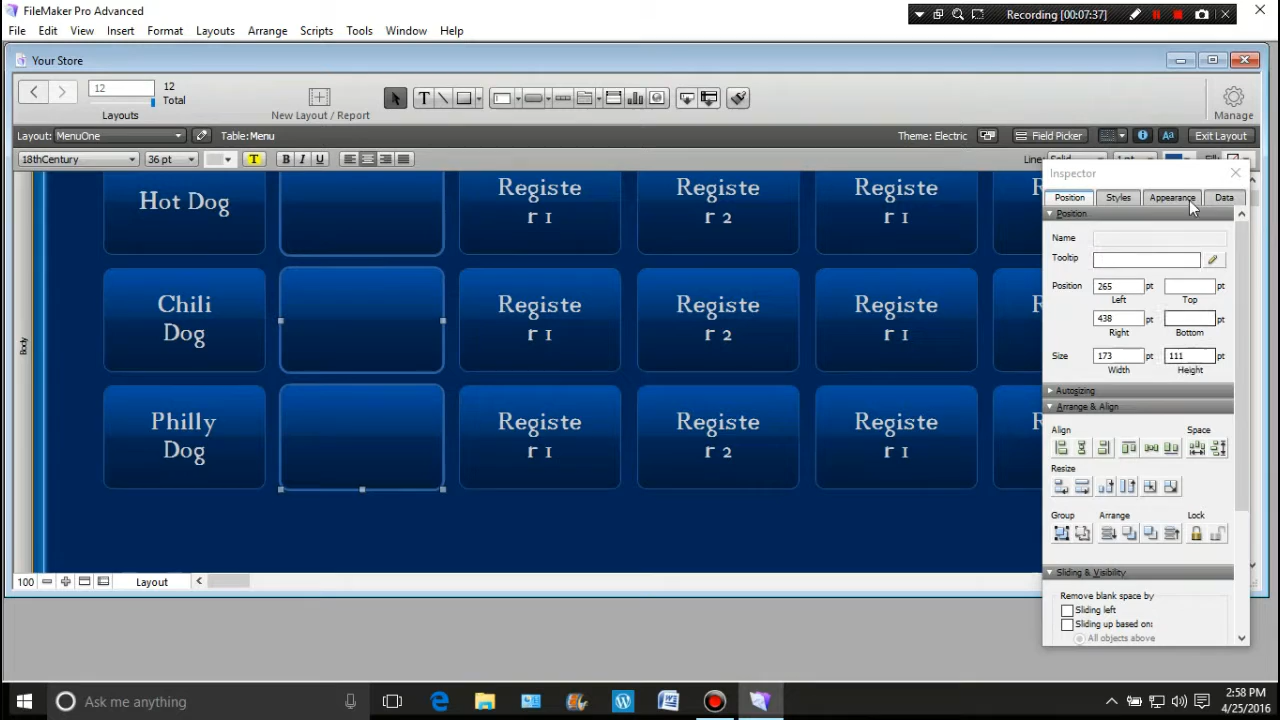 FileMaker Pro Advanced
Recording [00:07:37]
File Edit View Insert Format Layouts Arrange Scripts Tools Window Help
Your Store
12
12
Total
Layouts
New Layout / Report
Manage
Layout: MenuOne
Table: Menu
Theme: Electric
Field Picker
Aa
Exit Layout
18thCentury
36 pt
T
B I U
Line: Solid
1 pt
Inspector
Position Styles Appearance Data
Position
Name
Tooltip
Position 265 pt pt
Left Top
438 pt pt
Right Bottom
Size 173 pt 111 pt
Width Height
Autosizing
Arrange & Align
Align Space
Resize
Group Arrange Lock
Sliding & Visibility
Remove blank space by
Sliding left
Sliding up based on:
All objects above
Body
Hot Dog
Registe
r 1
Registe
r 2
Registe
r 1
Chili
Dog
Registe
r 1
Registe
r 2
Registe
r 1
Philly
Dog
Registe
r 1
Registe
r 2
Registe
r 1
100
Layout
Ask me anything
2:58 PM
4/25/2016